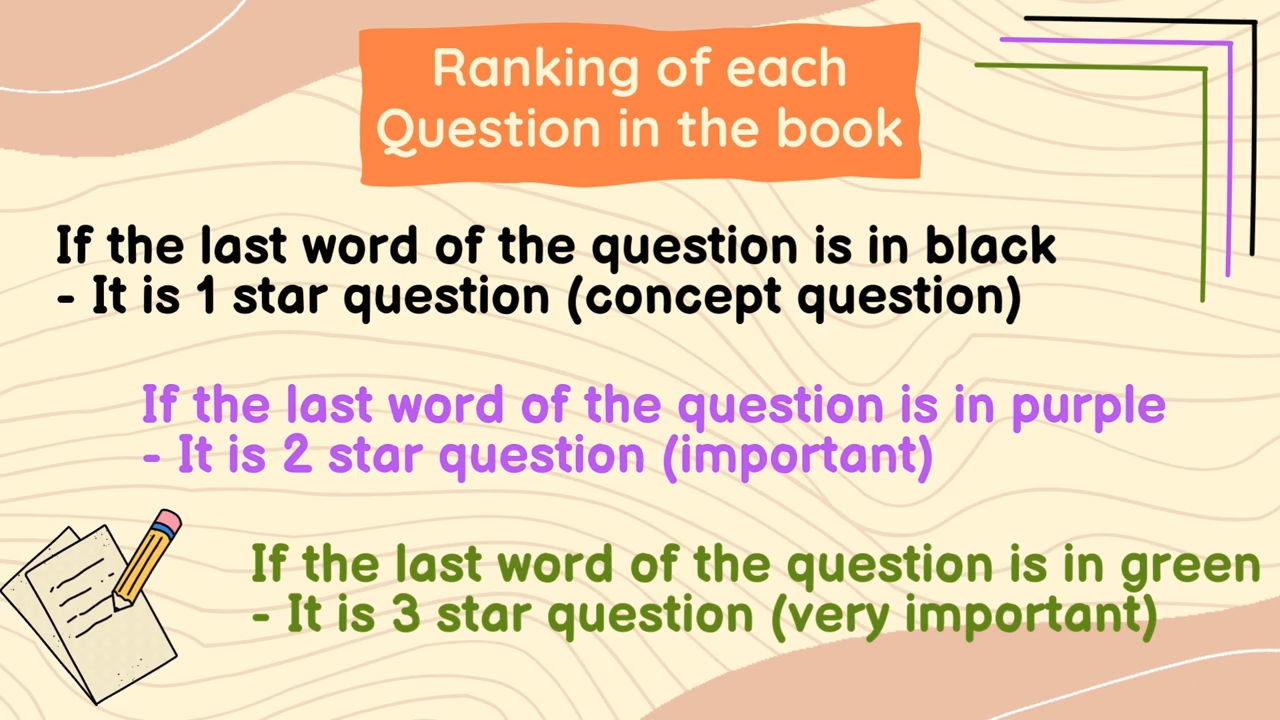 Ranking of each
Question in the book
If the last word of the question is in black
- It is 1 star question (concept question)
If the last word of the question is in purple
- It is 2 star question (important)
If the last word of the question is in green
- It is 3 star question (very important)